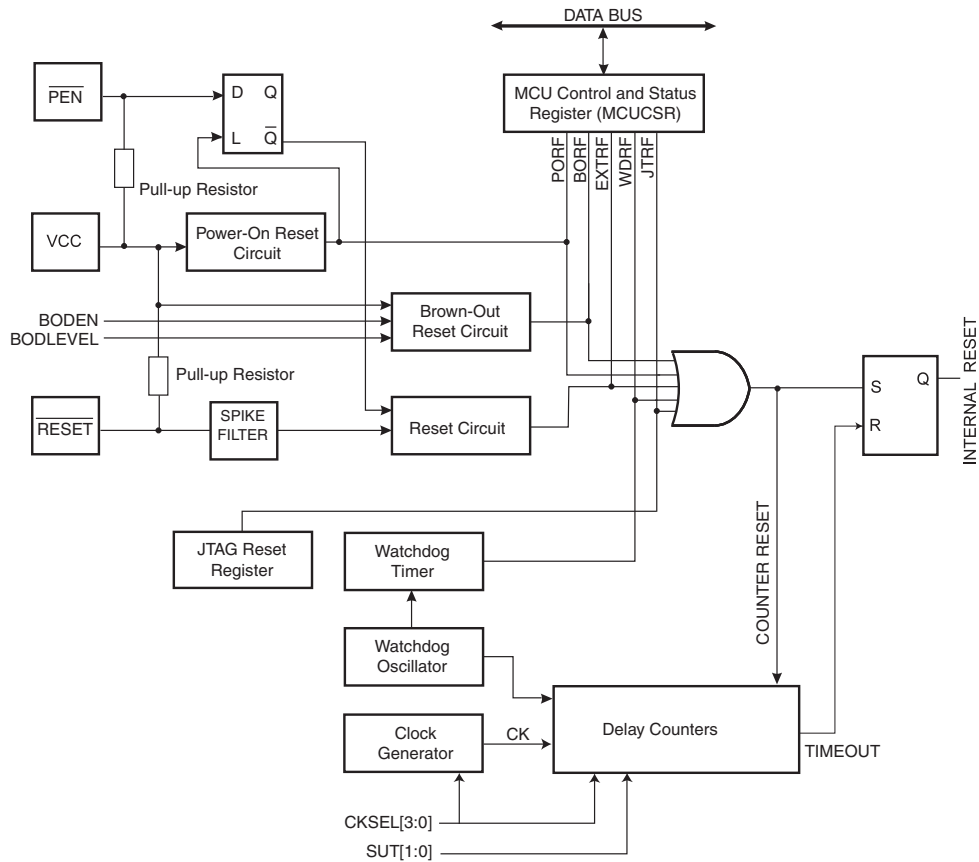 DATA BUS
PEN
D Q
L Q
MCU Control and Status
Register (MCUCSR)
PORF
BORF
EXTRF
WDRF
JTRF
Pull-up Resistor
VCC
Power-On Reset
Circuit
BODEN
BODLEVEL
Brown-Out
Reset Circuit
Pull-up Resistor
RESET
SPIKE
FILTER
Reset Circuit
S
Q
R
INTERNAL RESET
JTAG Reset
Register
Watchdog
Timer
COUNTER RESET
Watchdog
Oscillator
Clock
Generator
CK
Delay Counters
TIMEOUT
CKSEL[3:0]
SUT[1:0]